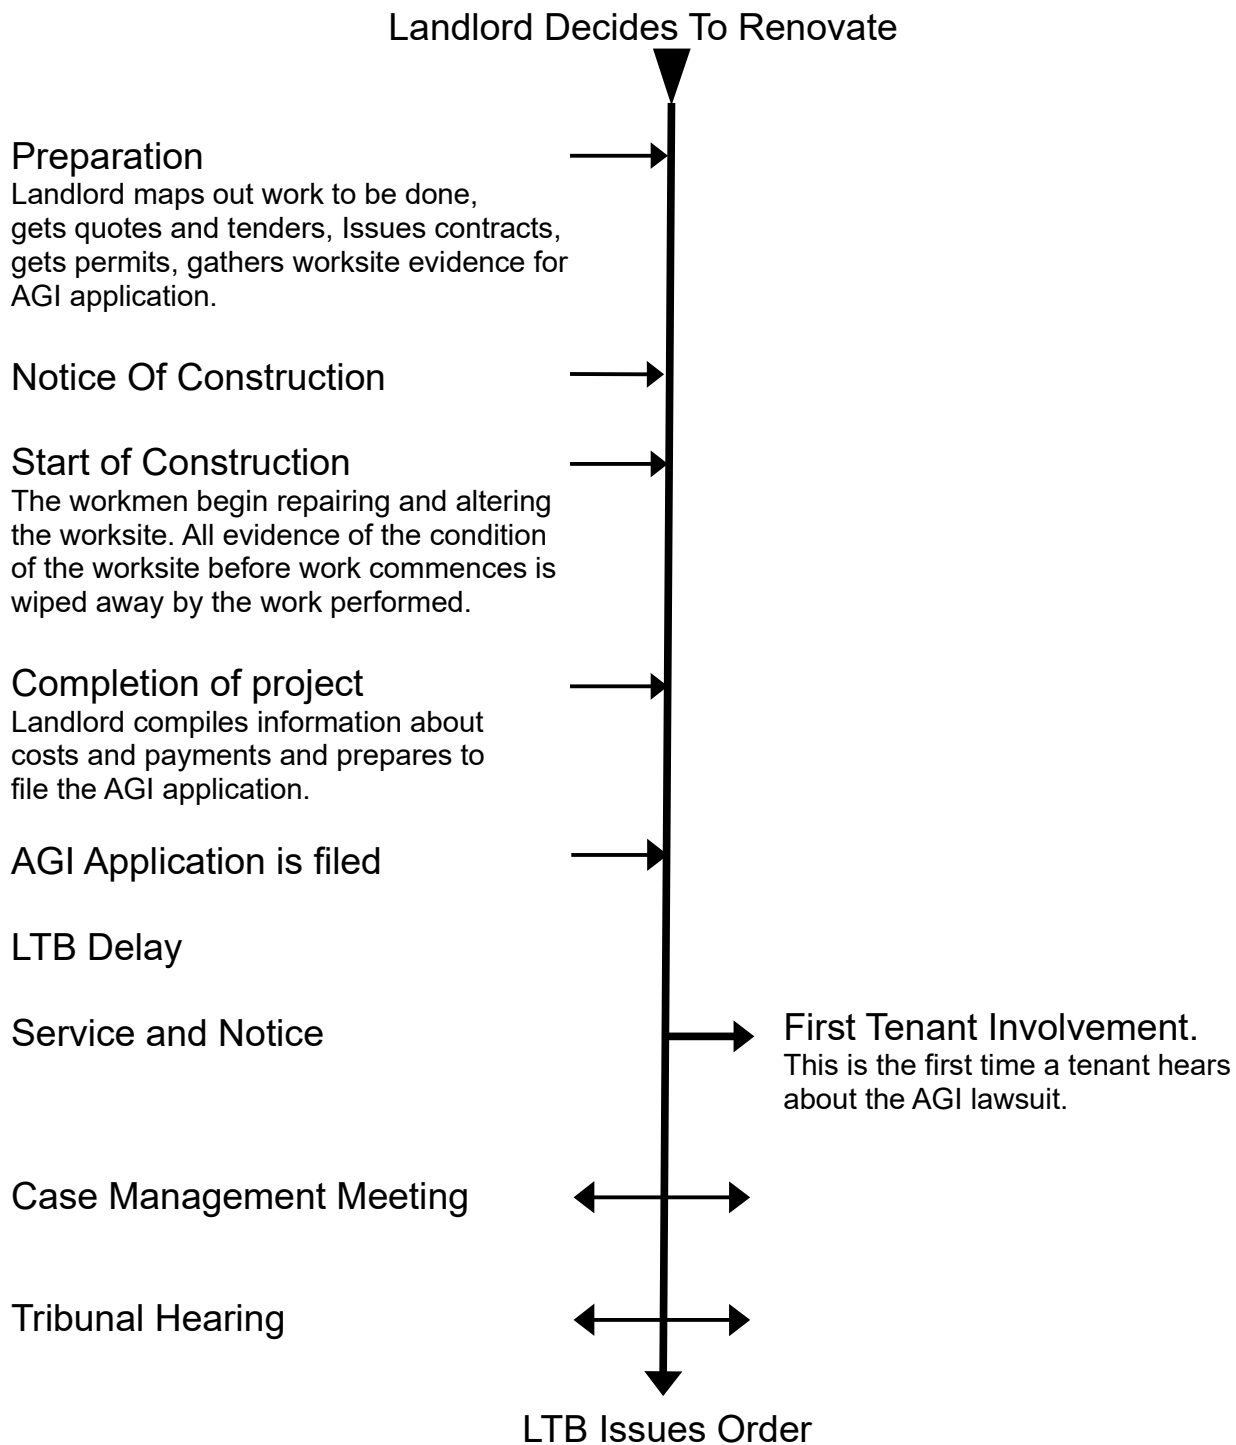 Landlord Decides To Renovate
Preparation
Landlord maps out work to be done,
gets quotes and tenders, Issues contracts,
gets permits, gathers worksite evidence for
AGI application.
Notice Of Construction
Start of Construction
The workmen begin repairing and altering
the worksite. All evidence of the condition
of the worksite before work commences is
wiped away by the work performed.
Completion of project
Landlord compiles information about
costs and payments and prepares to
file the AGI application.
AGI Application is filed
LTB Delay
Service and Notice
First Tenant Involvement.
This is the first time a tenant hears
about the AGI lawsuit.
Case Management Meeting
Tribunal Hearing
LTB Issues Order